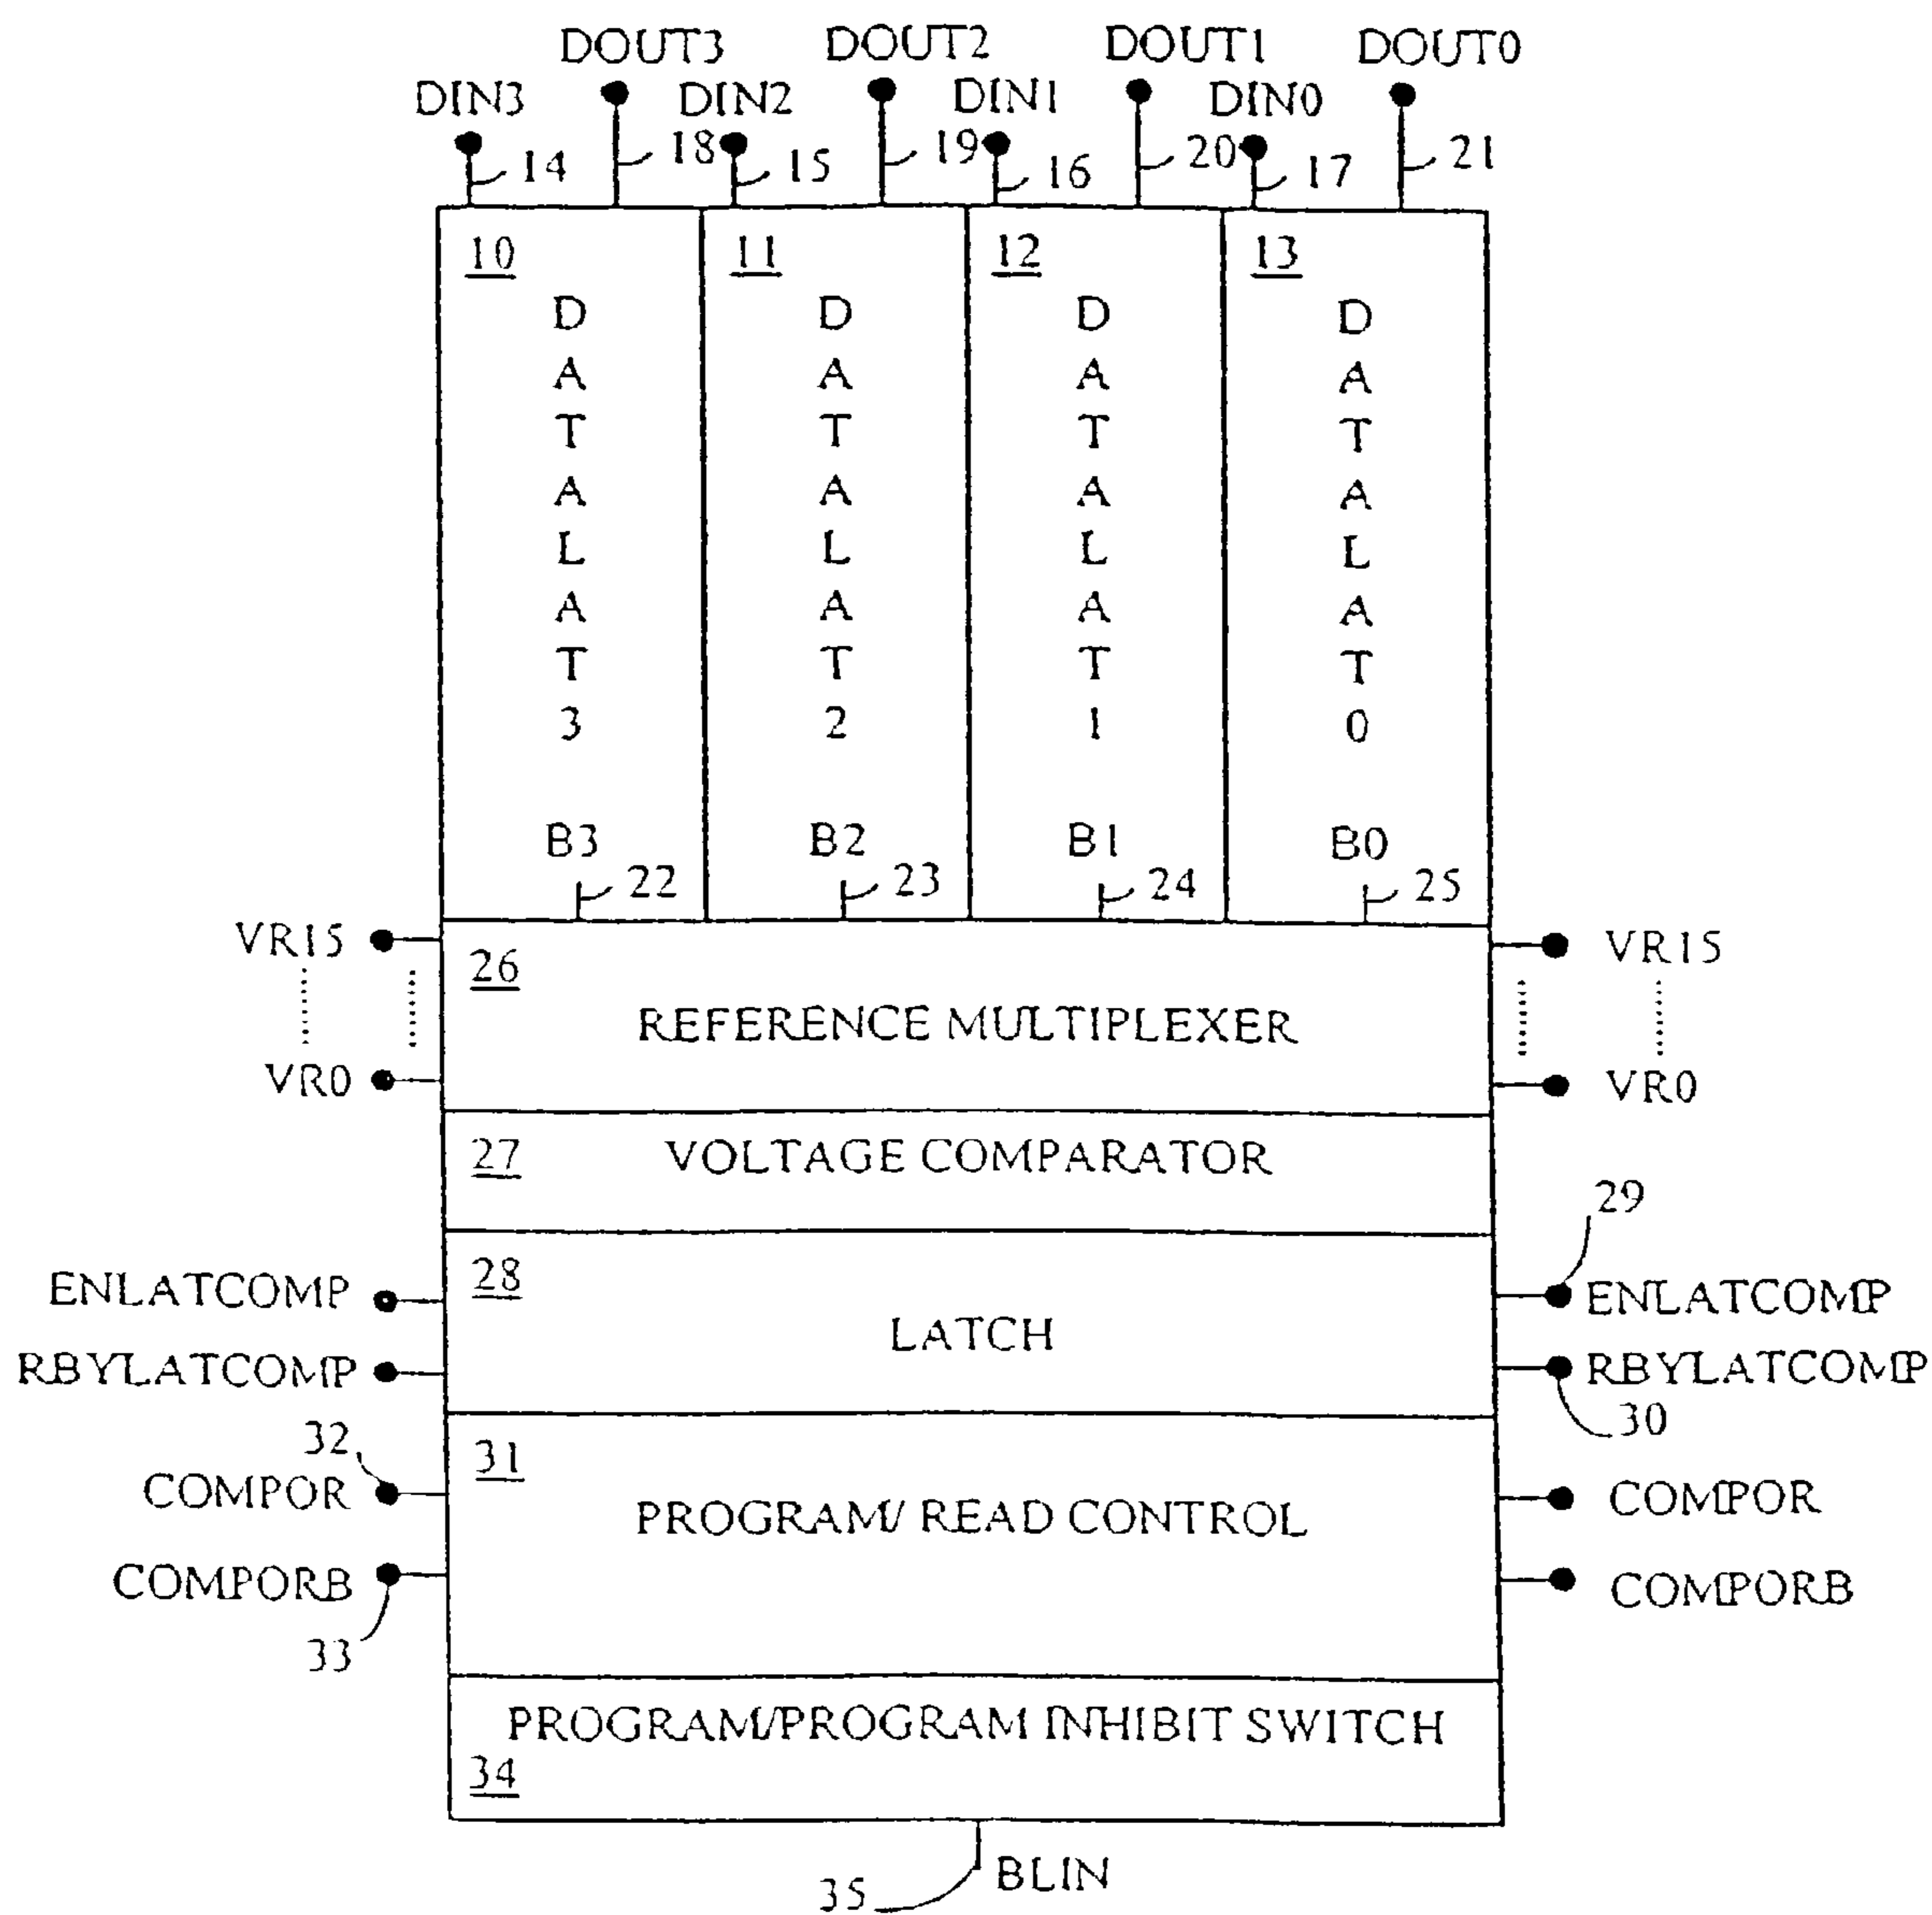 DOUT3 DOUT2 DOUT1 DOUT0
DIN3 DIN2 DIN1 DIN0
14 18 15 19 16 20 17 21
10 11 12 13
D D D D
A A A A
T T T T
A A A A
L L L L
A A A A
T T T T
3 2 1 0
B3 B2 B1 B0
22 23 24 25
VR15 VR15
26
REFERENCE MULTIPLEXER
VR0 VR0
27 VOLTAGE COMPARATOR
29
28
ENLATCOMP ENLATCOMP
LATCH
RBYLATCOMP RBYLATCOMP
30
32
31
COMPOR COMPOR
PROGRAM/ READ CONTROL
COMPORB COMPORB
33
PROGRAM/PROGRAM INHIBIT SWITCH
34
35 BLIN